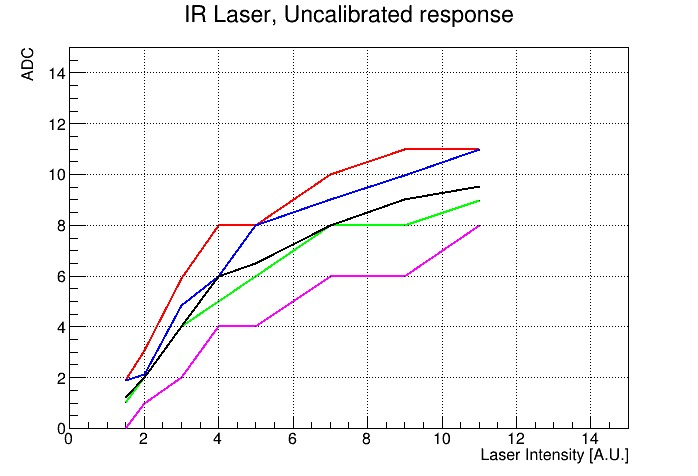 IR Laser, Uncalibrated response
ADC
14
12
10
8
6
4
2
0
0 2 4 6 8 10 12 14
Laser Intensity [A.U.]